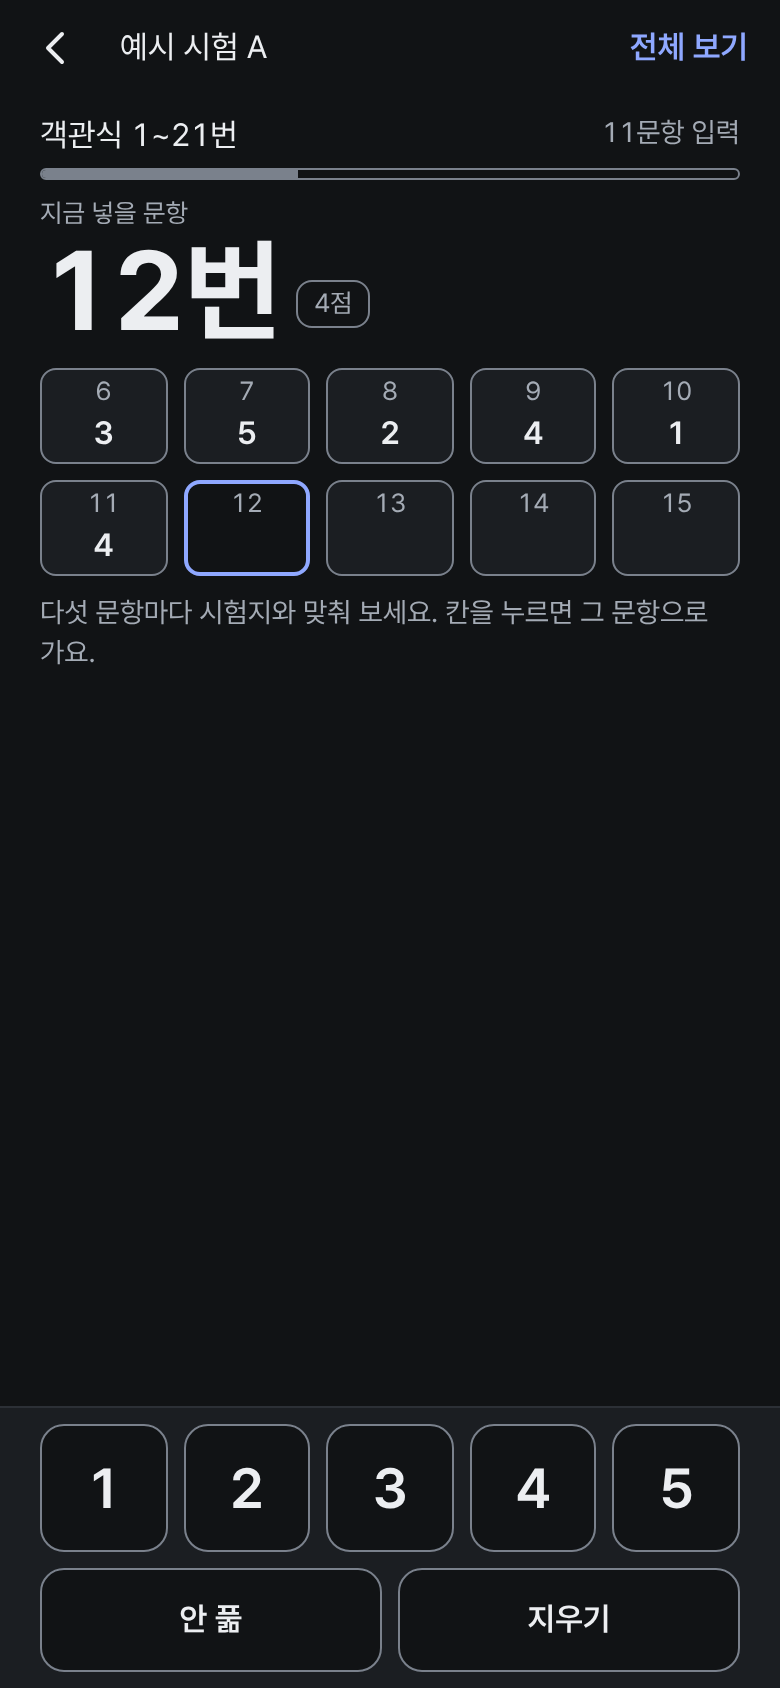 예시 시험 A
전체 보기
객관식 1~21번
11문항 입력
지금 넣을 문항
12번
4점
6 7 8 9 10
3 5 2 4 1
11 12 13 14 15
4
다섯 문항마다 시험지와 맞춰 보세요. 칸을 누르면 그 문항으로
가요.
1 2 3 4 5
안 풂
지우기